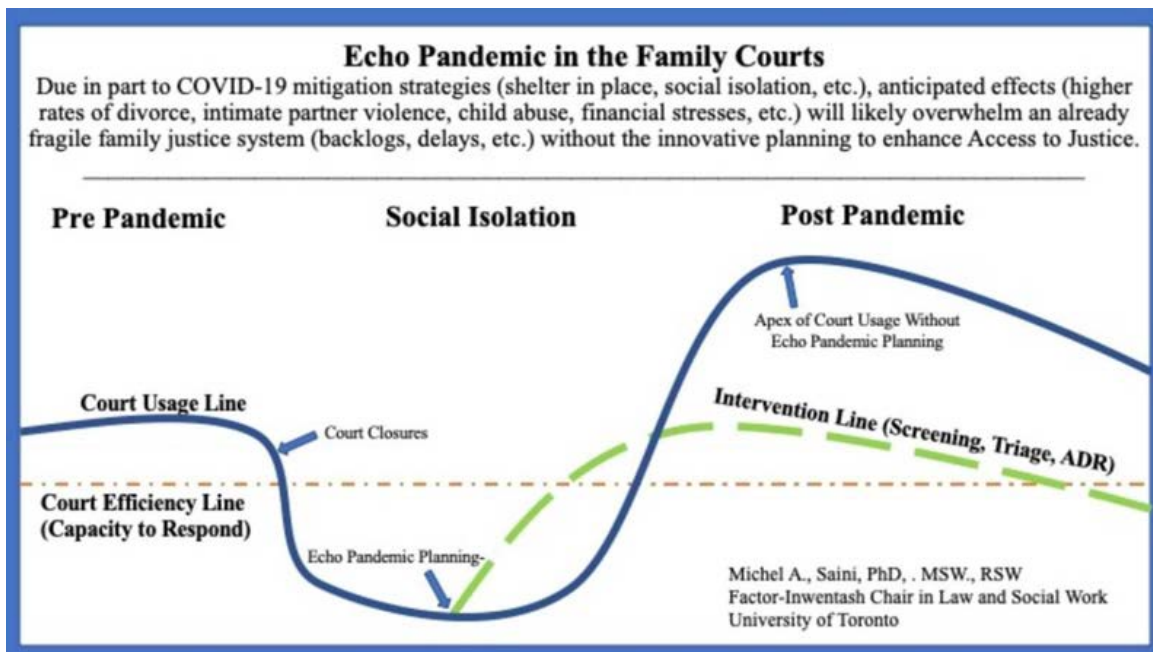 Echo Pandemic in the Family Courts
Due in part to COVID-19 mitigation strategies (shelter in place, social isolation, etc.), anticipated effects (higher
rates of divorce, intimate partner violence, child abuse, financial stresses, etc.) will likely overwhelm an already
fragile family justice system (backlogs, delays, etc.) without the innovative planning to enhance Access to Justice.
Pre Pandemic
Social Isolation
Post Pandemic
Apex of Court Usage Without
Echo Pandemic Planning
Court Usage Line
Court Closures
Intervention Line (Screening, Triage, ADR)
Court Efficiency Line
(Capacity to Respond)
Echo Pandemic Planning-
Michel A., Saini, PhD, . MSW., RSW
Factor-Inwentash Chair in Law and Social Work
University of Toronto